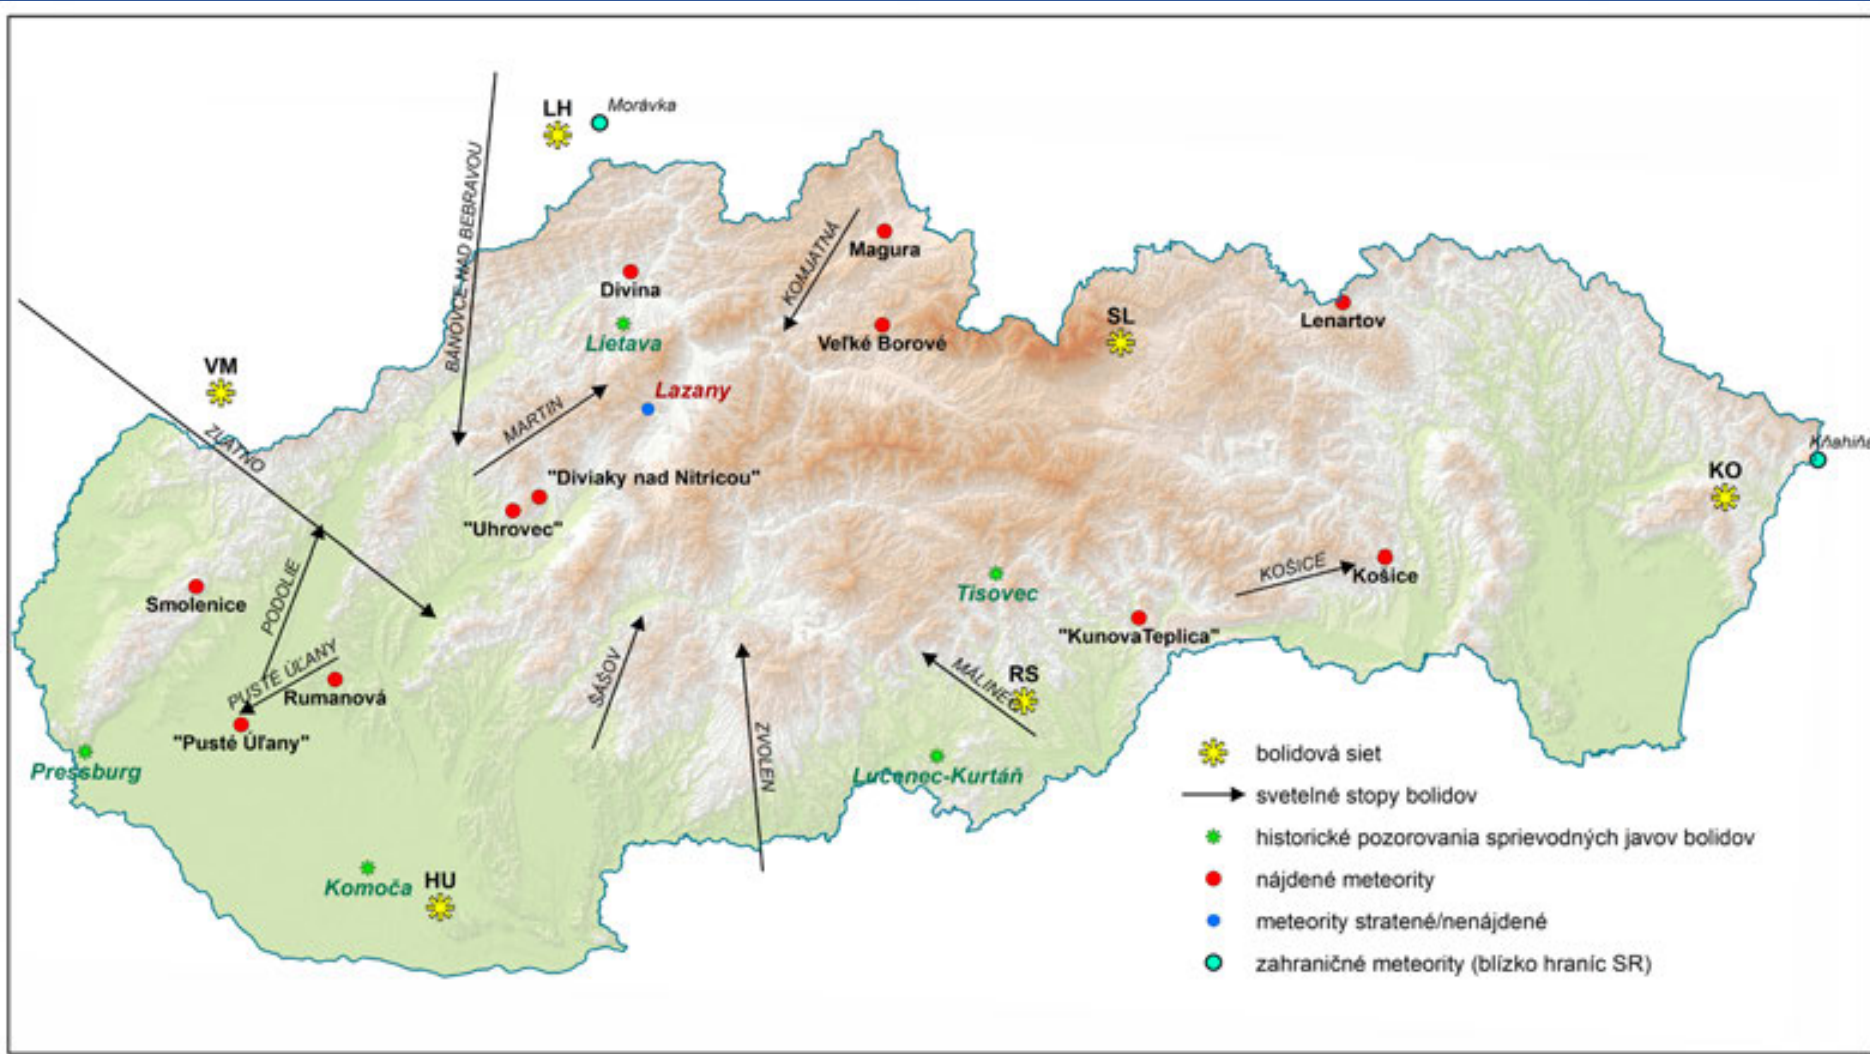 LH
Morávka
BÁNOVCE NAD BEBRAVOU
KOMJATNÁ
Magura
Divina
Lietava
Veľké Borové
SL
Lenartov
VM
Lazany
MARTIN
ZLATNO
Kňahiňa
KO
"Diviaky nad Nitricou"
"Uhrovec"
Smolenice
PODOLIE
KOŠICE
Košice
Tisovec
"KunovaTeplica"
PUSTÉ ÚĽANY
Rumanová
ŠÁŠOV
MÁLINEC
RS
"Pusté Úľany"
Pressburg
ZVOLEN
Lučenec-Kurtáň
Komoča
HU
bolidová siet
svetelné stopy bolidov
historické pozorovania sprievodných javov bolidov
nájdené meteority
meteority stratené/nenájdené
zahraničné meteority (blízko hraníc SR)